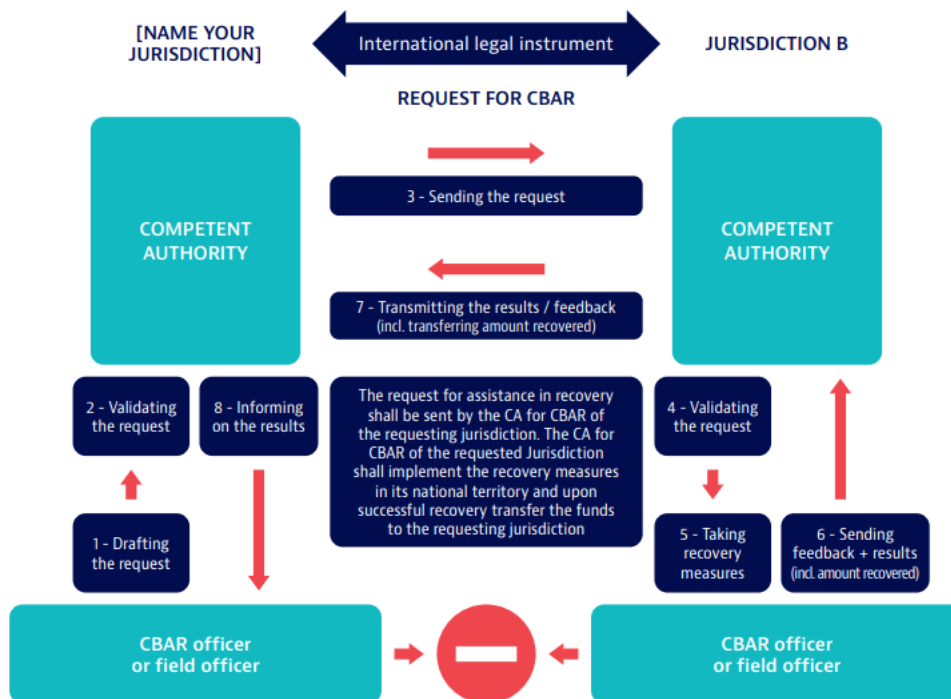 [NAME YOUR
JURISDICTION]
International legal instrument
JURISDICTION B
REQUEST FOR CBAR
COMPETENT
AUTHORITY
3 - Sending the request
7 - Transmitting the results / feedback
(incl. transferring amount recovered)
COMPETENT
AUTHORITY
2 - Validating
the request
8 - Informing
on the results
The request for assistance in recovery
shall be sent by the CA for CBAR of
the requesting jurisdiction. The CA for
CBAR of the requested Jurisdiction
shall implement the recovery measures
in its national territory and upon
successful recovery transfer the funds
to the requesting jurisdiction
4 - Validating
the request
1 - Drafting
the request
5 - Taking
recovery
measures
6 - Sending
feedback + results
(incl. amount recovered)
CBAR officer
or field officer
CBAR officer
or field officer